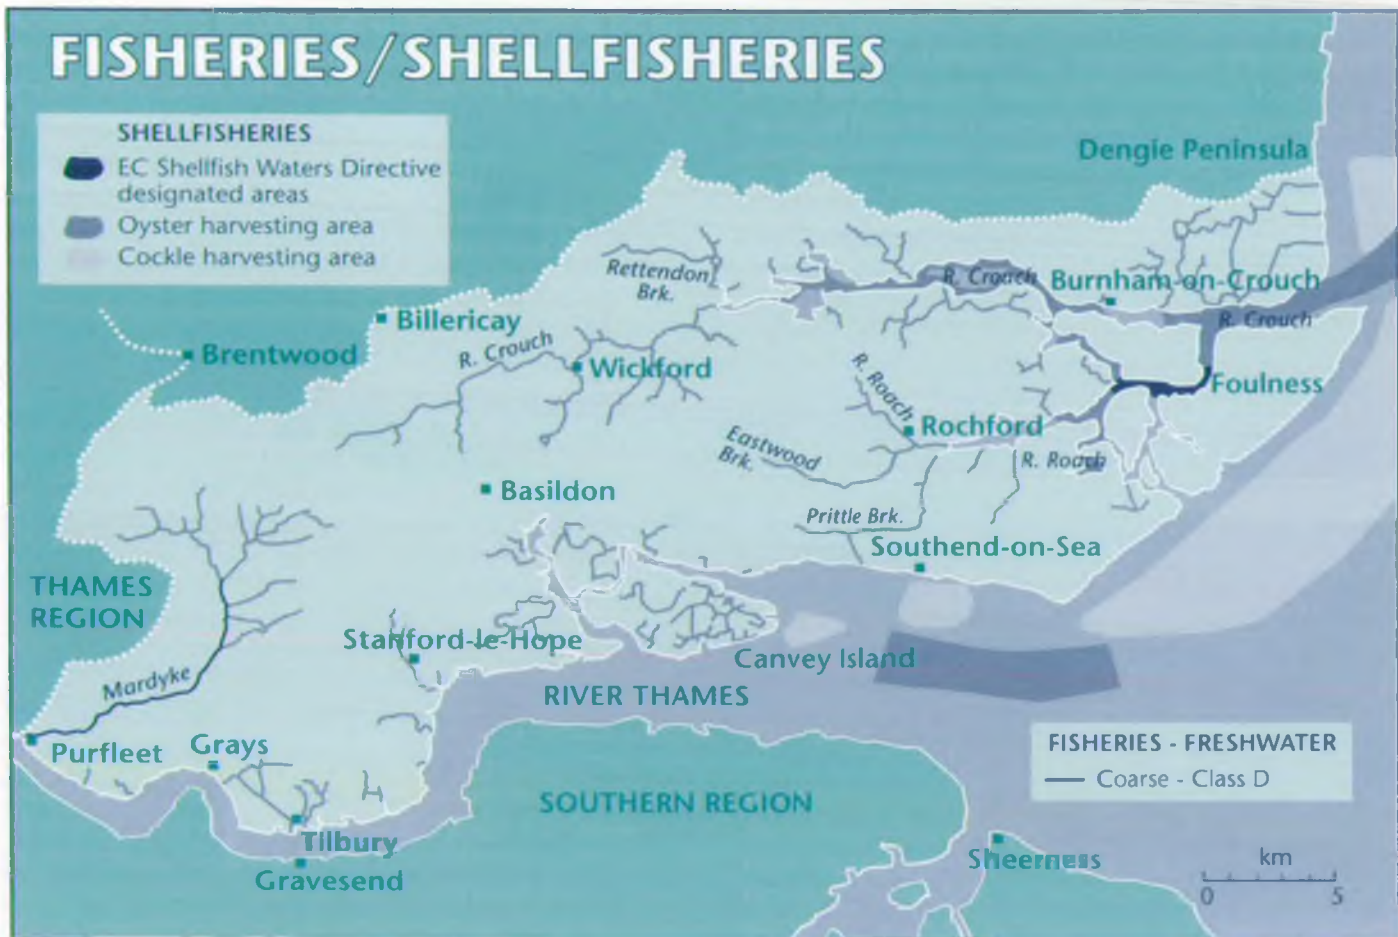 FISHERIES/SHELLFISHERIES
SHELLFISHERIES
EC Shellfish Waters Directive
designated areas
Oyster harvesting area
Cockle harvesting area
Dengie Peninsula
Rettendon
Brk.
R. Crouch
Burnham-on-Crouch
R. Crouch
Billericay
Brentwood
R. Crouch
Wickford
R. Roach
Foulness
Rochford
Eastwood
Brk.
R. Roach
Basildon
Prittle Brk.
Southend-on-Sea
THAMES
REGION
Stanford-le-Hope
Canvey Island
Mardyke
RIVER THAMES
Purfleet
Grays
FISHERIES - FRESHWATER
Coarse - Class D
SOUTHERN REGION
Tilbury
Gravesend
Sheerness
km
0 5